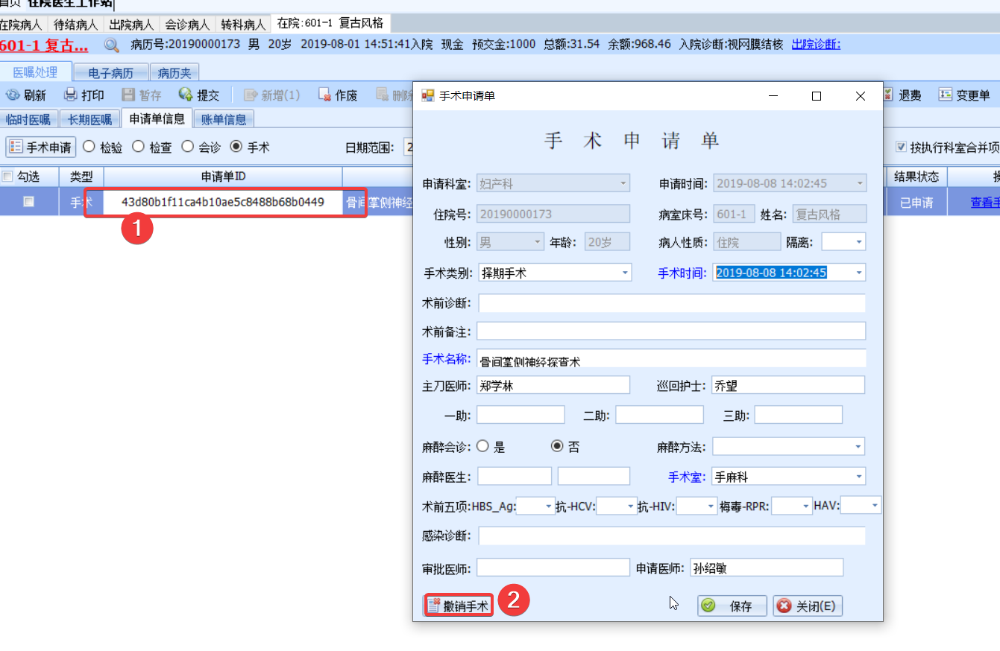 首页 住院医生工作站
在院病人 待结病人 出院病人 会诊病人 转科病人 在院:601-1 复古风格
601-1 复古... 病历号:20190000173 男 20岁 2019-08-01 14:51:41入院 现金 预交金:1000 总额:31.54 余额:968.46 入院诊断:视网膜结核 出院诊断:
医嘱处理 电子病历 病历夹
刷新 打印 暂存 提交 新增(1) 作废 删除 退费 变更单
临时医嘱 长期医嘱 申请单信息 账单信息
手术申请 检验 检查 会诊 手术 日期范围: 2 按执行科室合并项
勾选 类型 申请单ID 结果状态
手术 43d80b1f11ca4b10ae5c8488b68b0449 骨间掌侧神经 已申请 查看手
1
手术申请单
手 术 申 请 单
申请科室: 妇产科 申请时间: 2019-08-08 14:02:45
住院号: 20190000173 病室床号: 601-1 姓名: 复古风格
性别: 男 年龄: 20岁 病人性质: 住院 隔离:
手术类别: 择期手术 手术时间: 2019-08-08 14:02:45
术前诊断:
术前备注:
手术名称: 骨间掌侧神经探查术
主刀医师: 郑学林 巡回护士: 乔望
一助: 二助: 三助:
麻醉会诊: 是 否 麻醉方法:
麻醉医生: 手术室: 手麻科
术前五项:HBS_Ag: 抗-HCV: 抗-HIV: 梅毒-RPR: HAV:
感染诊断:
审批医师: 申请医师: 孙绍敏
撤销手术 2 保存 关闭(E)